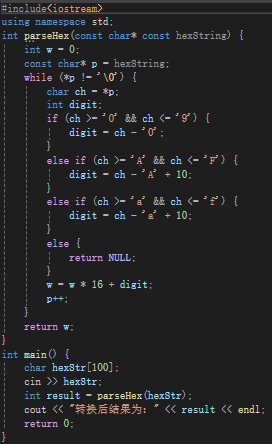 #include<iostream>
using namespace std;
int parseHex(const char* const hexString) {
    int w = 0;
    const char* p = hexString;
    while (*p != '\0') {
        char ch = *p;
        int digit;
        if (ch >= '0' && ch <= '9') {
            digit = ch - '0';
        }
        else if (ch >= 'A' && ch <= 'F') {
            digit = ch - 'A' + 10;
        }
        else if (ch >= 'a' && ch <= 'f') {
            digit = ch - 'a' + 10;
        }
        else {
            return NULL;
        }
        w = w * 16 + digit;
        p++;
    }
    return w;
}
int main() {
    char hexStr[100];
    cin >> hexStr;
    int result = parseHex(hexStr);
    cout << "转换后结果为：" << result << endl;
    return 0;
}